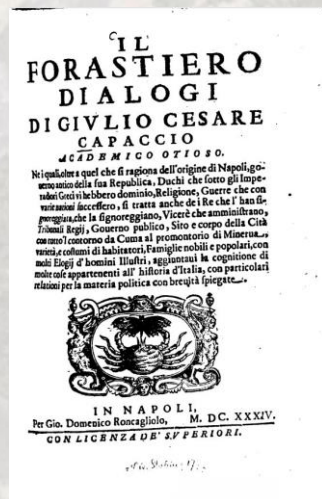 IL
FORASTIERO
DIALOGI
DI GIVLIO CESARE
CAPACCIO
ACADEMICO OTIOSO.
Ne i quali, oltre a quel che si ragiona dell'origine di Napoli, go-
uerno antico della sua Republica, Duchi che sotto gli Impe-
radori Greci vi hebbero dominio, Religione, Guerre che con
varie nationi successero, si tratta anche de i Re che l'han si-
gnoreggiata, che la signoreggiano, Vicerè che amministrano,
Tribunali Regij, Gouerno publico, Sito e corpo della Città
con tutto'l contorno da Cuma al promontorio di Minerua,
varietà, e costumi di habitatori, Famiglie nobili e popolari, con
molti Elogij d'homini Illustri, aggiuntaui la cognitione di
molte cose appartenenti all'historia d'Italia, con particolari
relationi per la materia politica con breuità spiegate.
IN NAPOLI,
Per Gio. Domenico Roncagliolo, M. DC. XXXIV.
CON LICENZA DE' SVPERIORI.